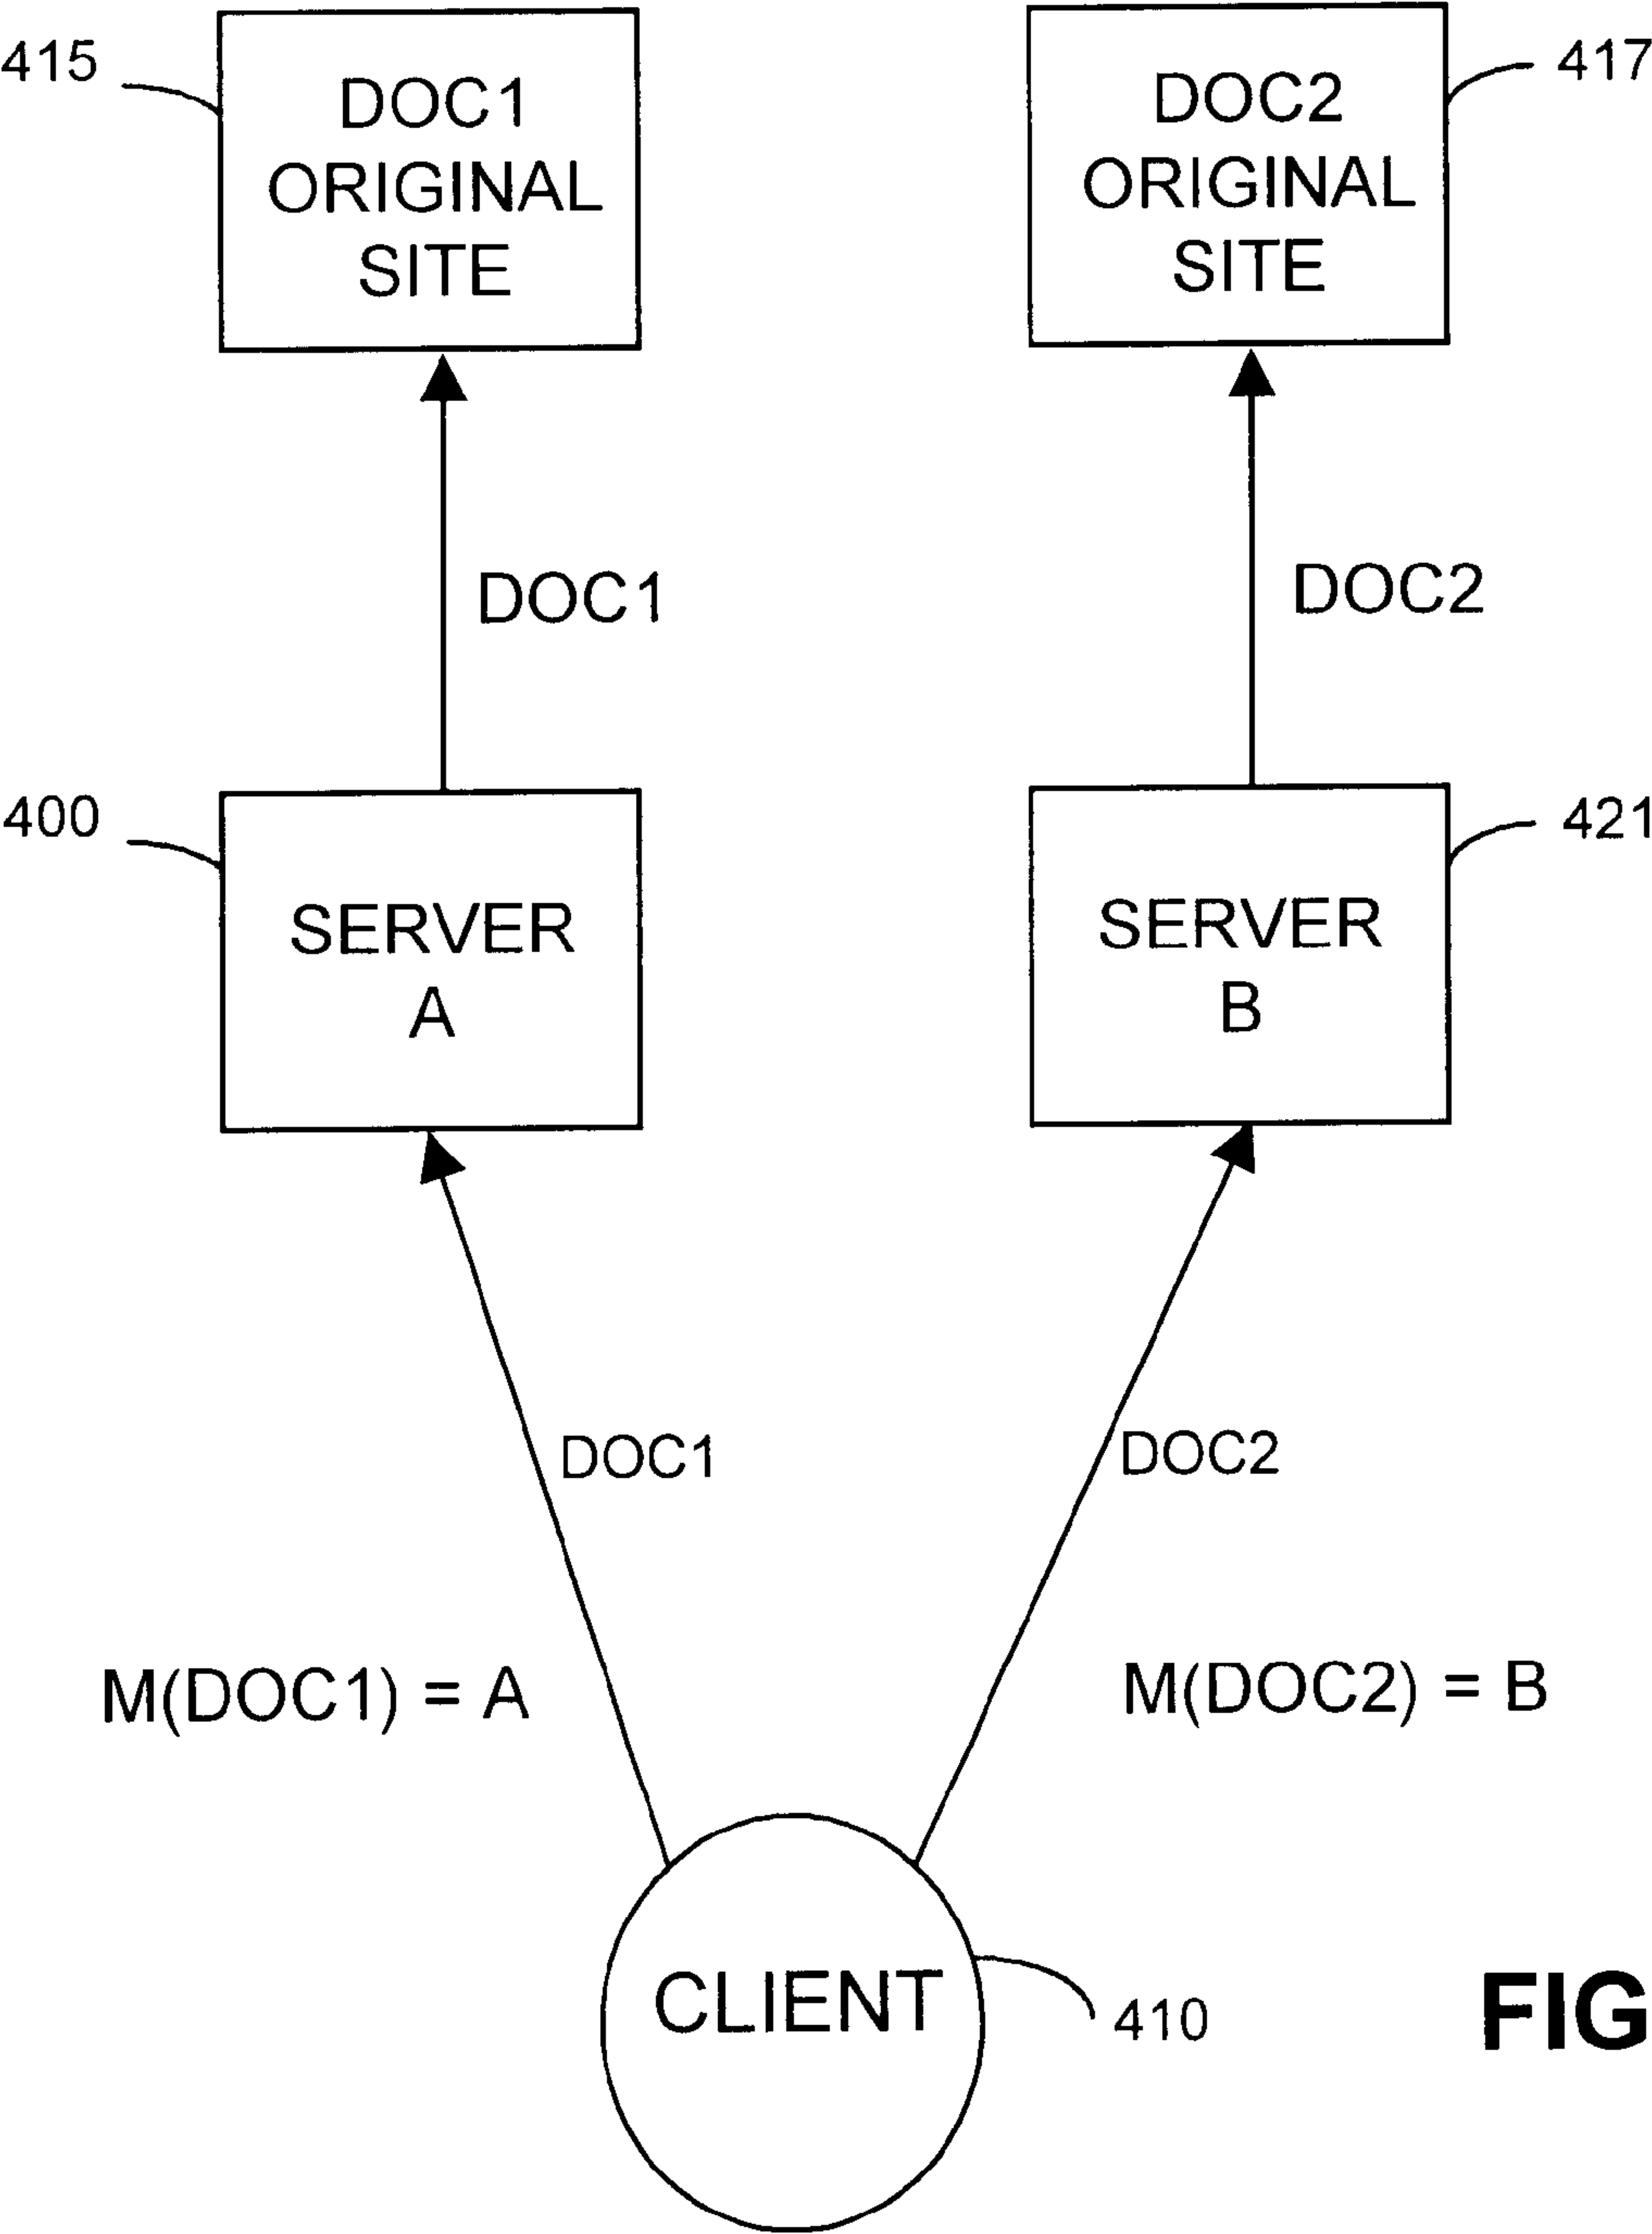 415
DOC1
ORIGINAL
SITE
DOC2
ORIGINAL
SITE
417
DOC1
DOC2
400
SERVER
A
SERVER
B
421
DOC1
DOC2
M(DOC1) = A
M(DOC2) = B
CLIENT
410
FIG